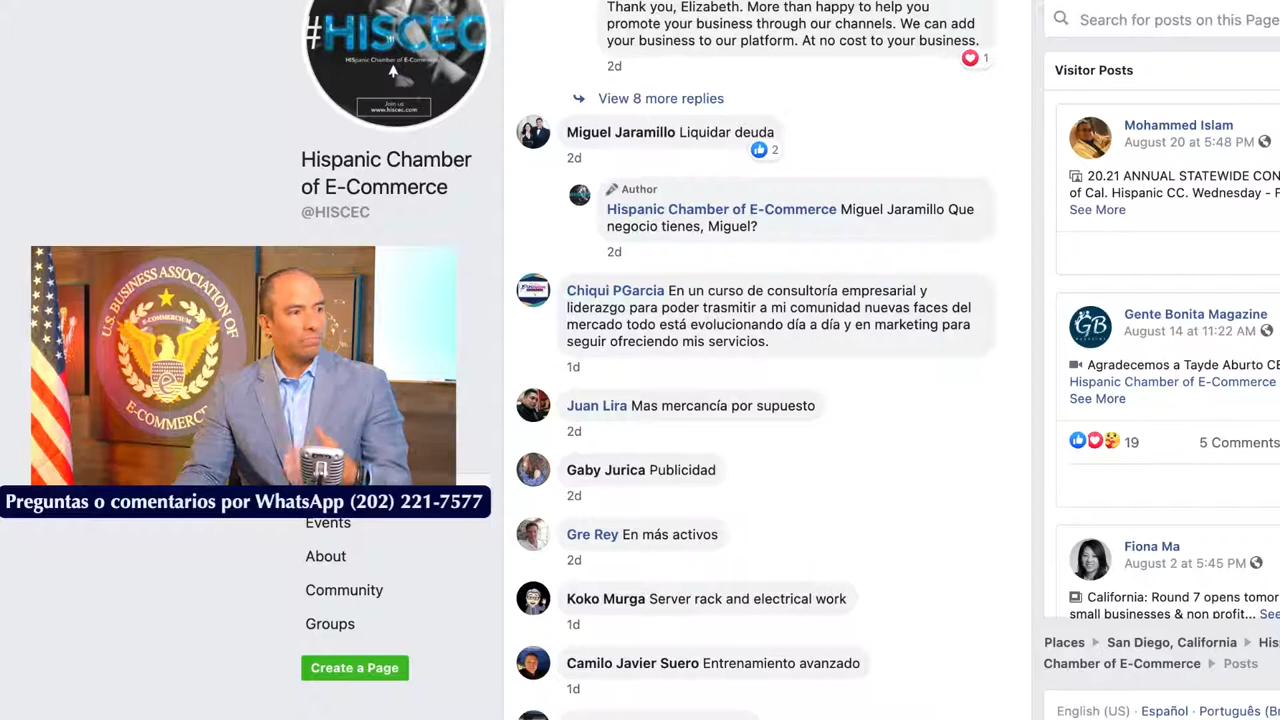 #HISCEC
HISpanic Chamber of E-Commerce
Join us
www.hiscec.com
Hispanic Chamber
of E-Commerce
@HISCEC
U.S BUSINESS ASSOCIATION OF
E-COMMERCIUM
e
E-COMMERCE
Preguntas o comentarios por WhatsApp (202) 221-7577
Events
About
Community
Groups
Create a Page
Thank you, Elizabeth. More than happy to help you
promote your business through our channels. We can add
your business to our platform. At no cost to your business.
1
2d
View 8 more replies
Miguel Jaramillo Liquidar deuda
2
2d
Author
Hispanic Chamber of E-Commerce Miguel Jaramillo Que
negocio tienes, Miguel?
2d
Chiqui PGarcia En un curso de consultoría empresarial y
liderazgo para poder trasmitir a mi comunidad nuevas faces del
mercado todo está evolucionando día a día y en marketing para
seguir ofreciendo mis servicios.
1d
Juan Lira Mas mercancía por supuesto
2d
Gaby Jurica Publicidad
2d
Gre Rey En más activos
2d
Koko Murga Server rack and electrical work
1d
Camilo Javier Suero Entrenamiento avanzado
1d
Search for posts on this Page
Visitor Posts
Mohammed Islam
August 20 at 5:48 PM
20.21 ANNUAL STATEWIDE CON
of Cal. Hispanic CC. Wednesday - F
See More
GB
Gente Bonita Magazine
August 14 at 11:22 AM
Agradecemos a Tayde Aburto CE
Hispanic Chamber of E-Commerce
See More
19
5 Comments
Fiona Ma
August 2 at 5:45 PM
California: Round 7 opens tomor
small businesses & non profit... See
Places San Diego, California His
Chamber of E-Commerce Posts
English (US) · Español · Português (Br